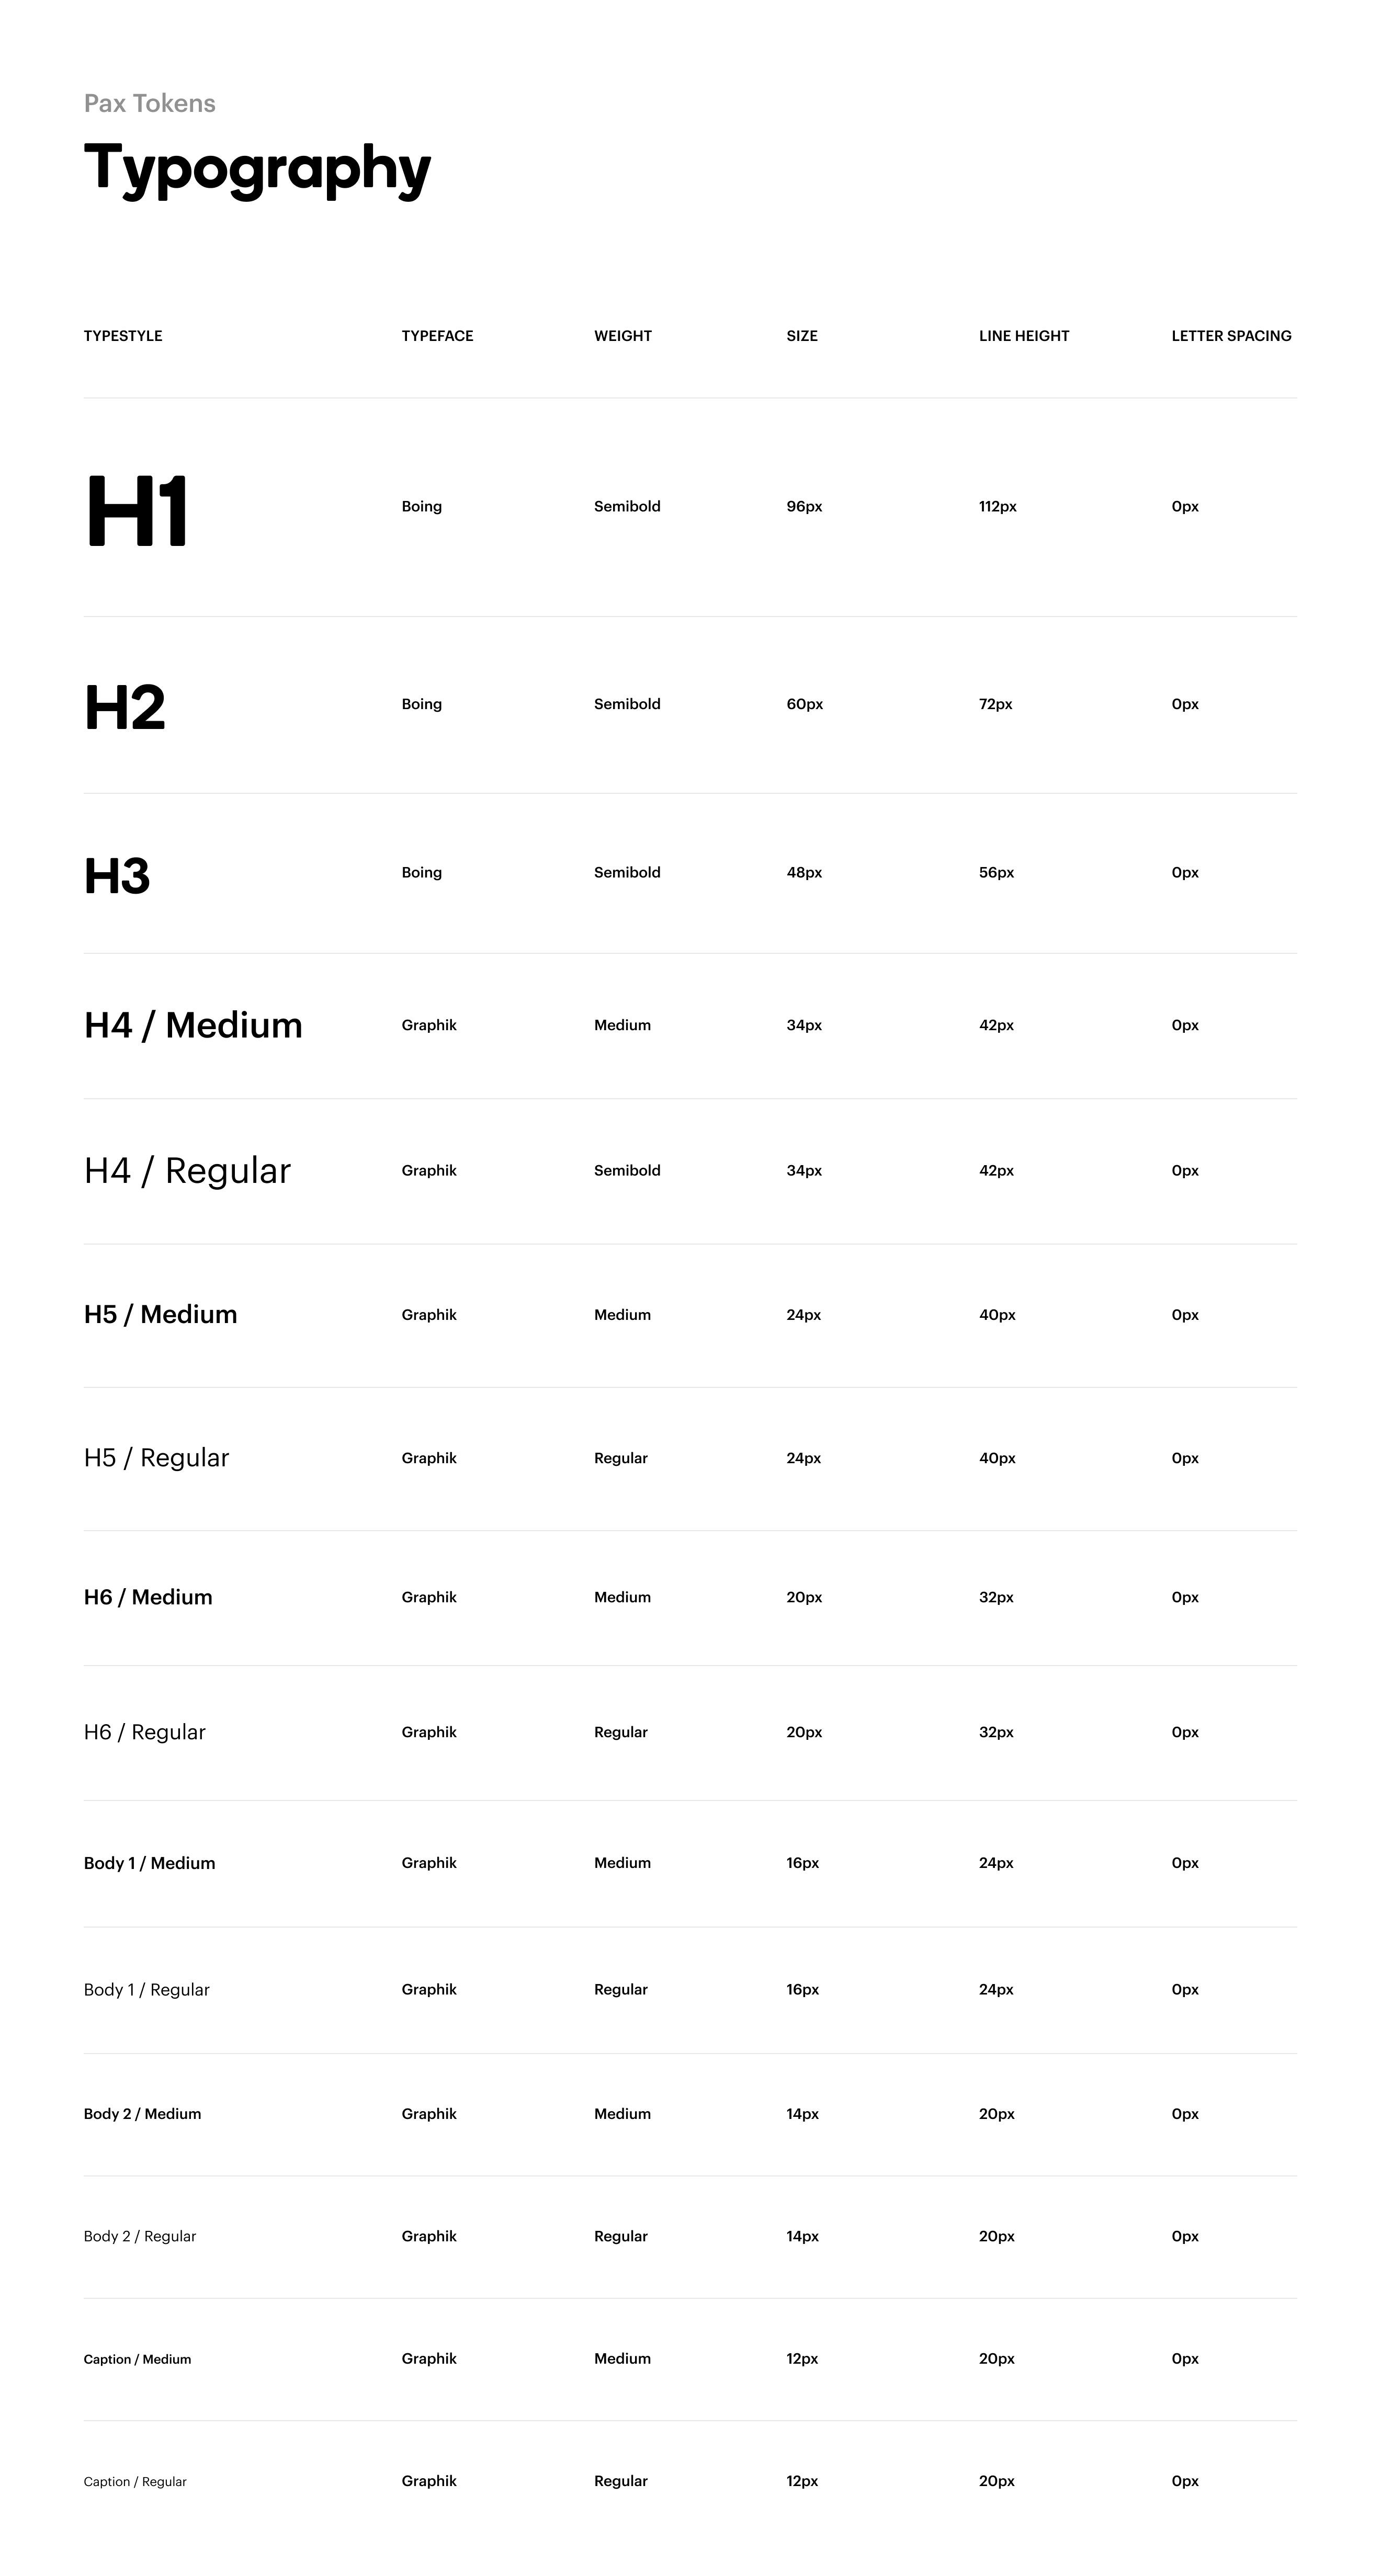 Pax Tokens
Typography
TYPESTYLE TYPEFACE WEIGHT SIZE LINE HEIGHT LETTER SPACING
H1 Boing Semibold 96px 112px 0px
H2 Boing Semibold 60px 72px 0px
H3 Boing Semibold 48px 56px 0px
H4 / Medium Graphik Medium 34px 42px 0px
H4 / Regular Graphik Semibold 34px 42px 0px
H5 / Medium Graphik Medium 24px 40px 0px
H5 / Regular Graphik Regular 24px 40px 0px
H6 / Medium Graphik Medium 20px 32px 0px
H6 / Regular Graphik Regular 20px 32px 0px
Body 1 / Medium Graphik Medium 16px 24px 0px
Body 1 / Regular Graphik Regular 16px 24px 0px
Body 2 / Medium Graphik Medium 14px 20px 0px
Body 2 / Regular Graphik Regular 14px 20px 0px
Caption / Medium Graphik Medium 12px 20px 0px
Caption / Regular Graphik Regular 12px 20px 0px